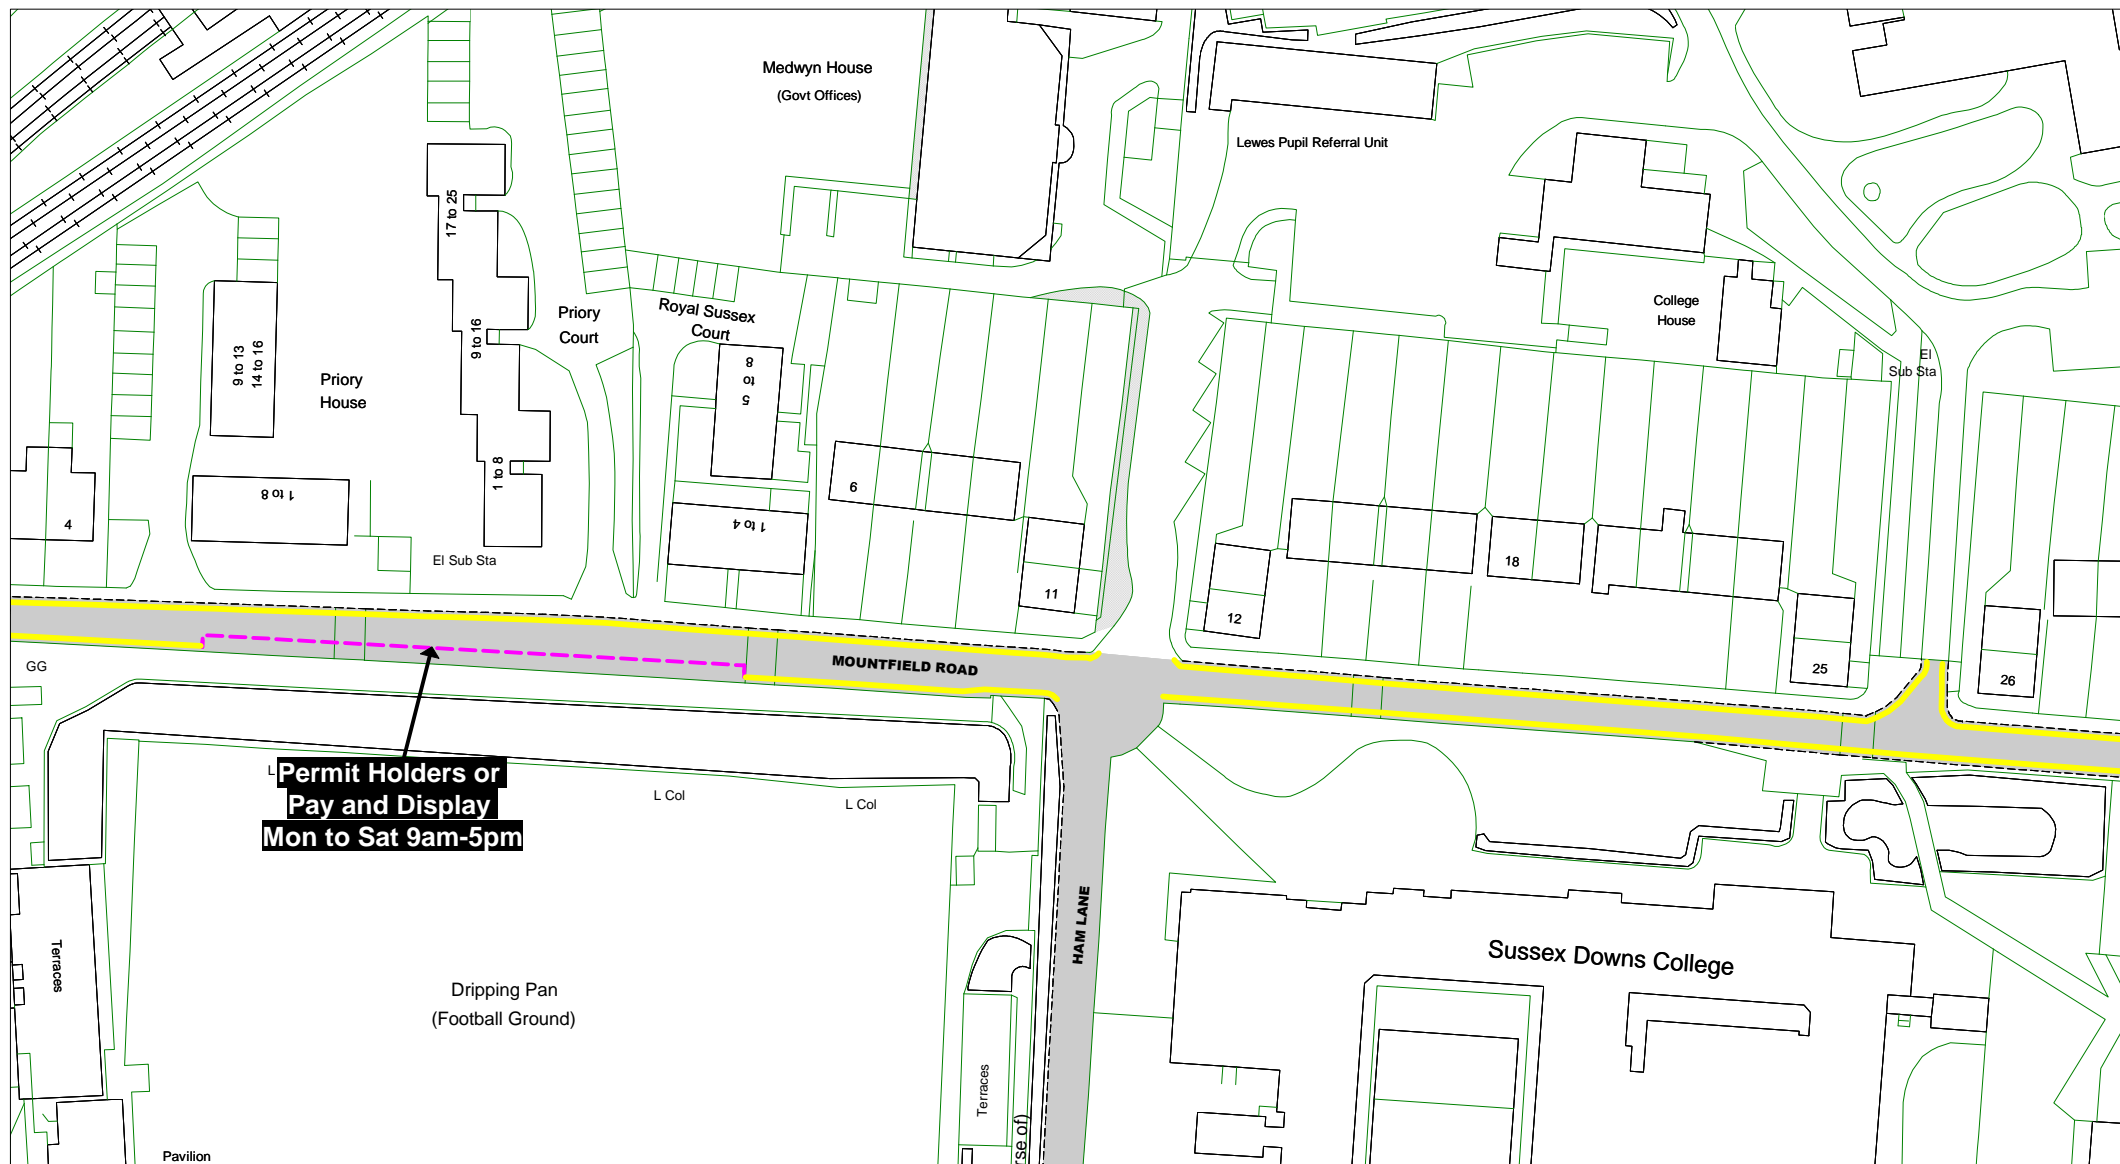 Medwyn House
(Govt Offices)
Lewes Pupil Referral Unit
17 to 25
Royal Sussex
Court
Priory
Court
College
House
9 to 13
14 to 16
9 to 16
Priory
House
8
to
5
El
Sub Sta
6
1 to 8
1 to 8
4
1 to 4
El Sub Sta
18
11
12
25
26
MOUNTFIELD ROAD
GG
L
Permit Holders or
Pay and Display
Mon to Sat 9am-5pm
L Col
L Col
HAM LANE
Terraces
Sussex Downs College
Dripping Pan
(Football Ground)
Terraces
rse of)
Pavilion